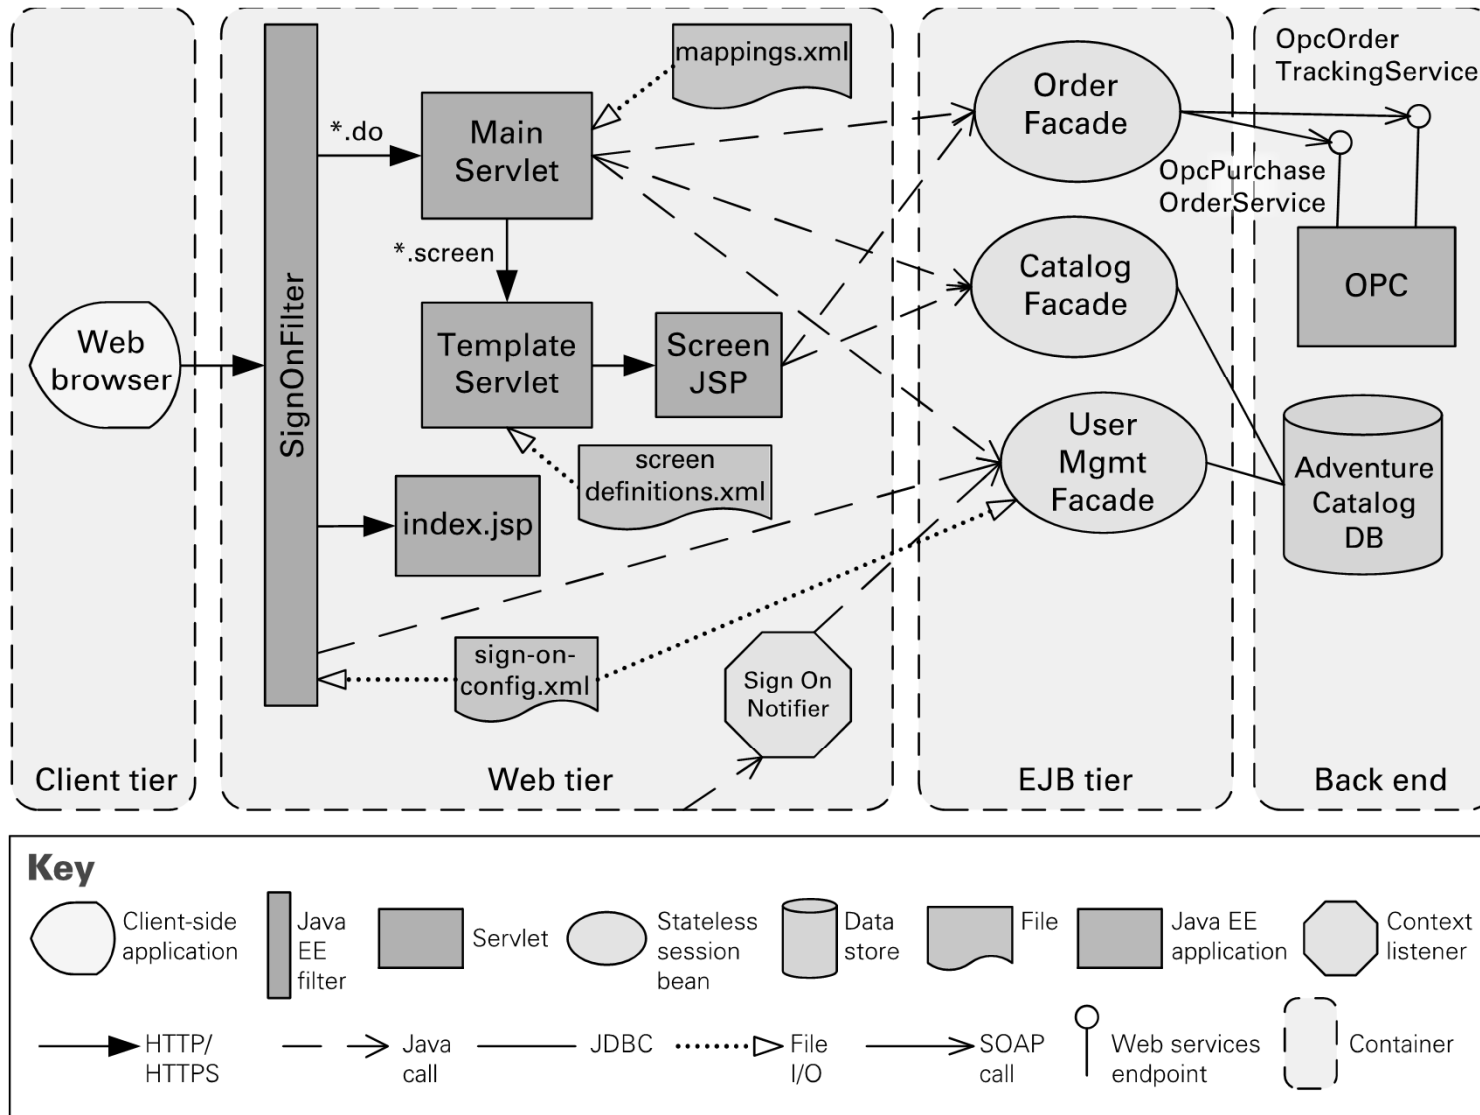 mappings.xml
*.do
Main
Servlet
*.screen
Template
Servlet
Screen
JSP
screen
definitions.xml
index.jsp
sign-on-
config.xml
SignOnFilter
Web
browser
Sign On
Notifier
Order
Facade
Catalog
Facade
User
Mgmt
Facade
OpcOrder
TrackingService
OpcPurchase
OrderService
OPC
Adventure
Catalog
DB
Client tier
Web tier
EJB tier
Back end
Key
Client-side
application
Java
EE
filter
Servlet
Stateless
session
bean
Data
store
File
Java EE
application
Context
listener
HTTP/
HTTPS
Java
call
JDBC
File
I/O
SOAP
call
Web services
endpoint
Container